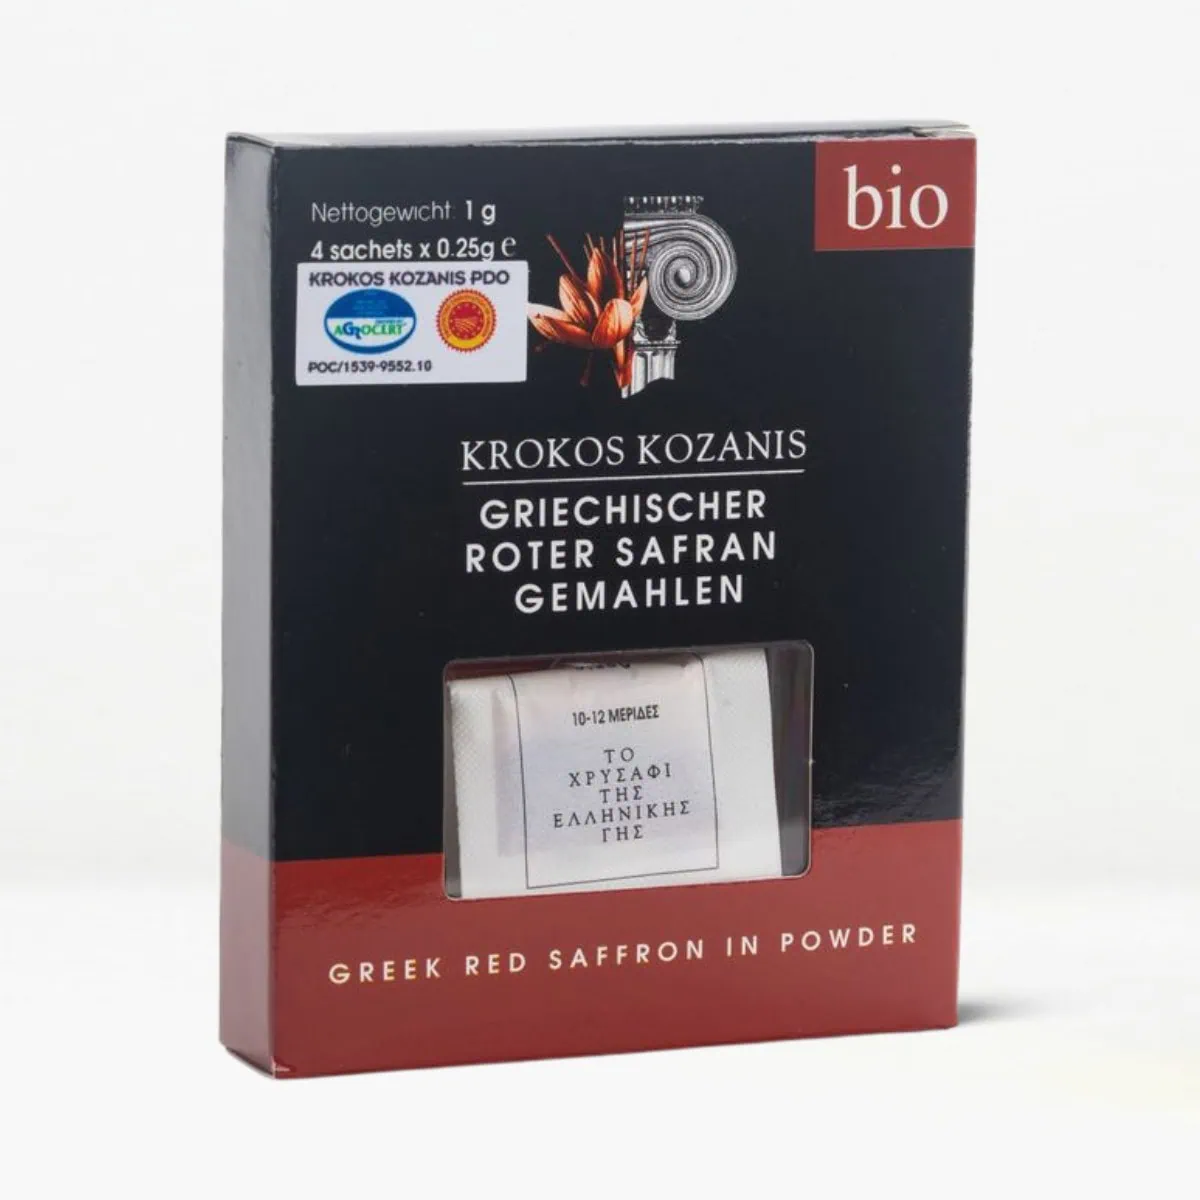 bio
Nettogewicht: 1 g
4 sachets x 0.25g e
KROKOS KOZANIS PDO
AGROCERT
POC/1539-9552.10
KROKOS KOZANIS
GRIECHISCHER
ROTER SAFRAN
GEMAHLEN
10-12 ΜΕΡΙΔΕΣ
ΤΟ
ΧΡΥΣΑΦΙ
ΤΗΣ
ΕΛΛΗΝΙΚΗΣ
ΓΗΣ
GREEK RED SAFFRON IN POWDER